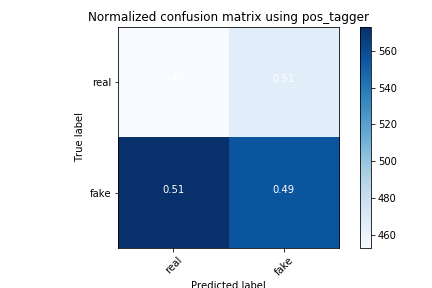 Normalized confusion matrix using pos_tagger
real
0.51
fake
0.51
0.49
real
fake
True label
Predicted label
560
540
520
500
480
460